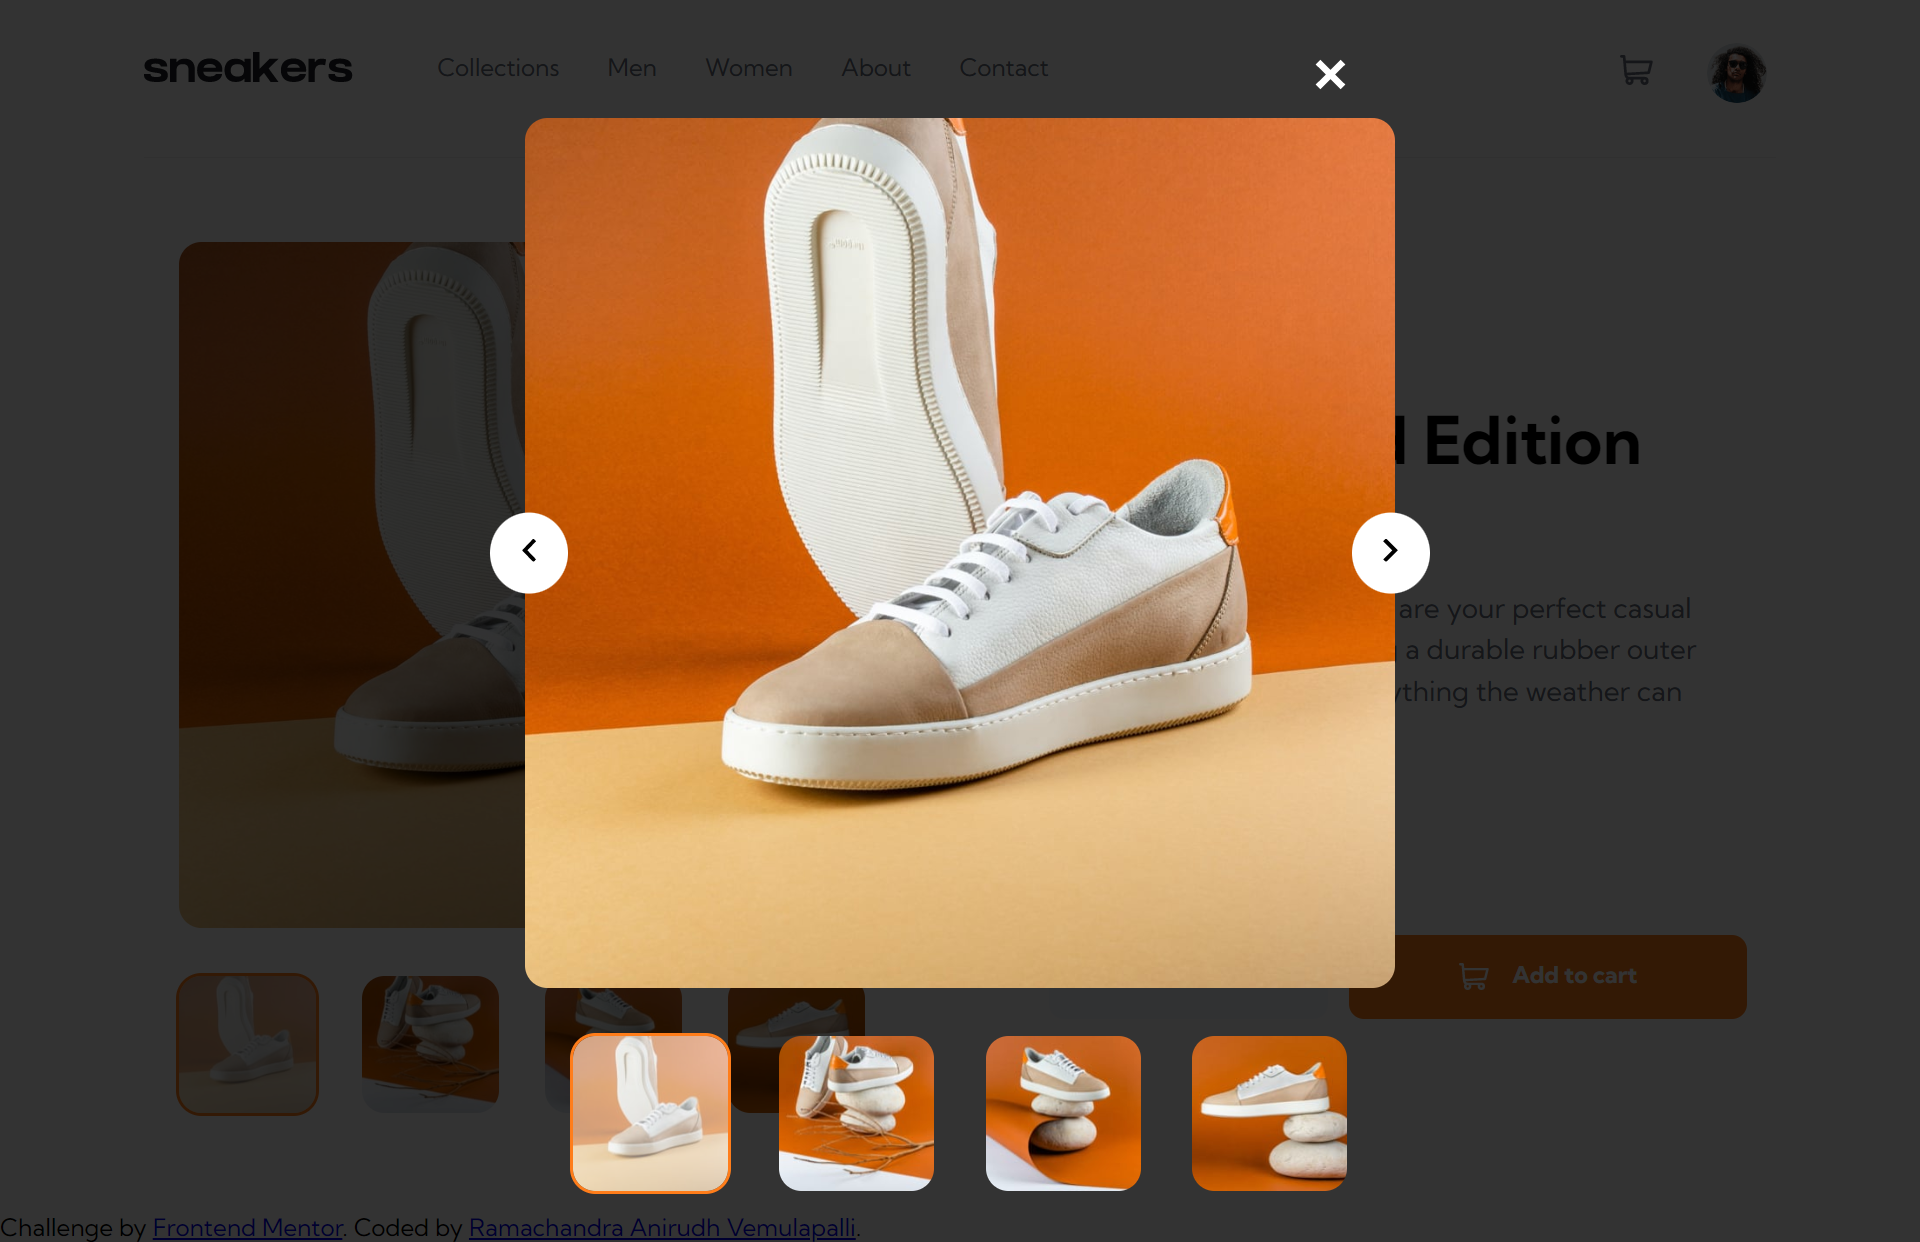 sneakers Collections Men Women About Contact
Edition
are your perfect casual
a durable rubber outer
thing the weather can
Add to cart
Challenge by Frontend Mentor. Coded by Ramachandra Anirudh Vemulapalli.